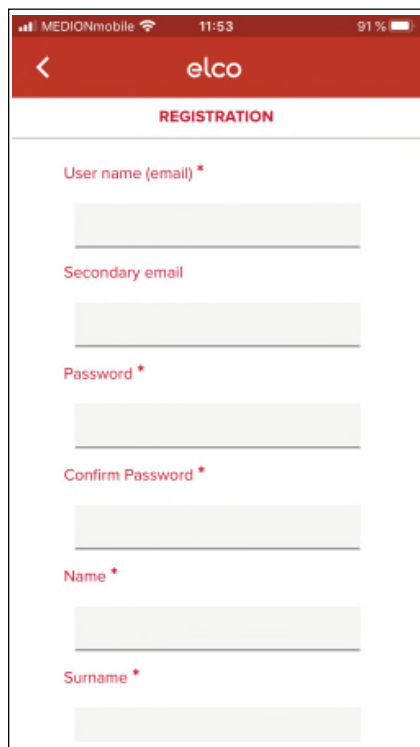 MEDIONmobile 11:53 91 %
elco
REGISTRATION
User name (email) *
Secondary email
Password *
Confirm Password *
Name *
Surname *